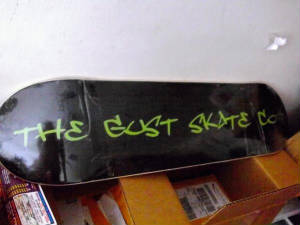 THE GUST SKATE CO